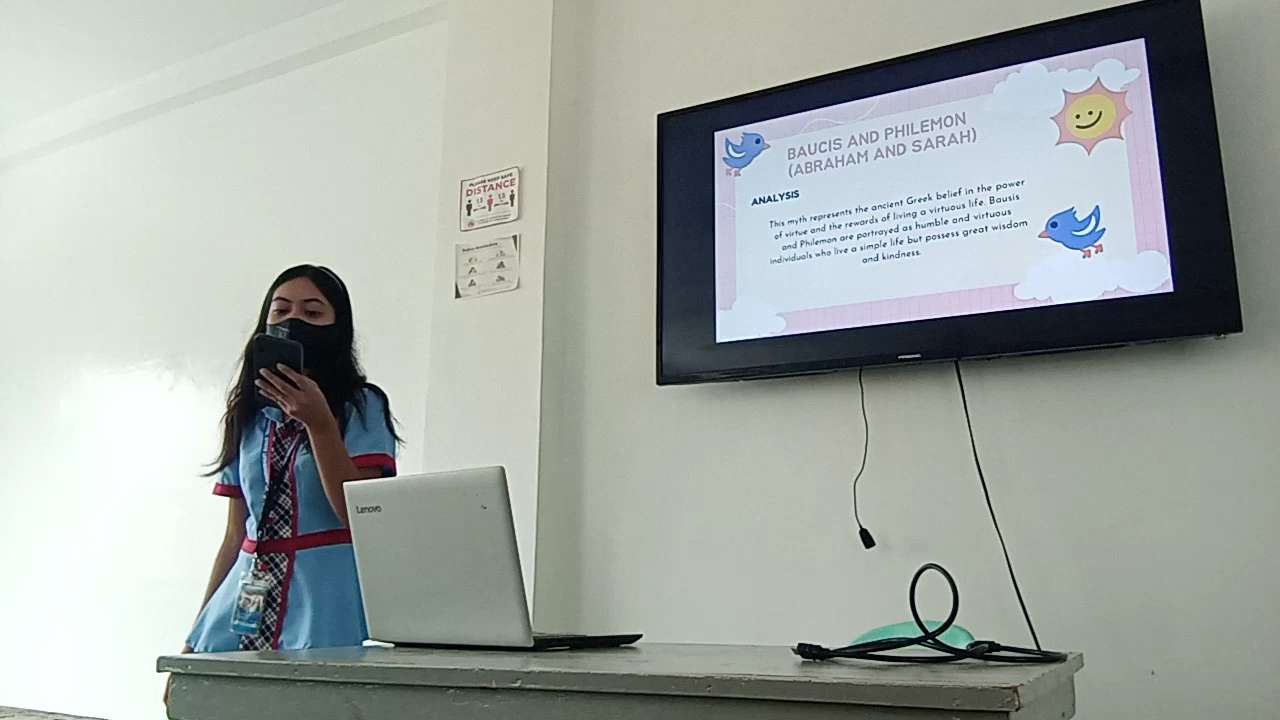 PLEASE KEEP SAFE
DISTANCE
BAUCIS AND PHILEMON
(ABRAHAM AND SARAH)
ANALYSIS
This myth represents the ancient Greek belief in the power
of virtue and the rewards of living a virtuous life. Bausis
and Philemon are portrayed as humble and virtuous
individuals who live a simple life but possess great wisdom
and kindness.
Lenovo